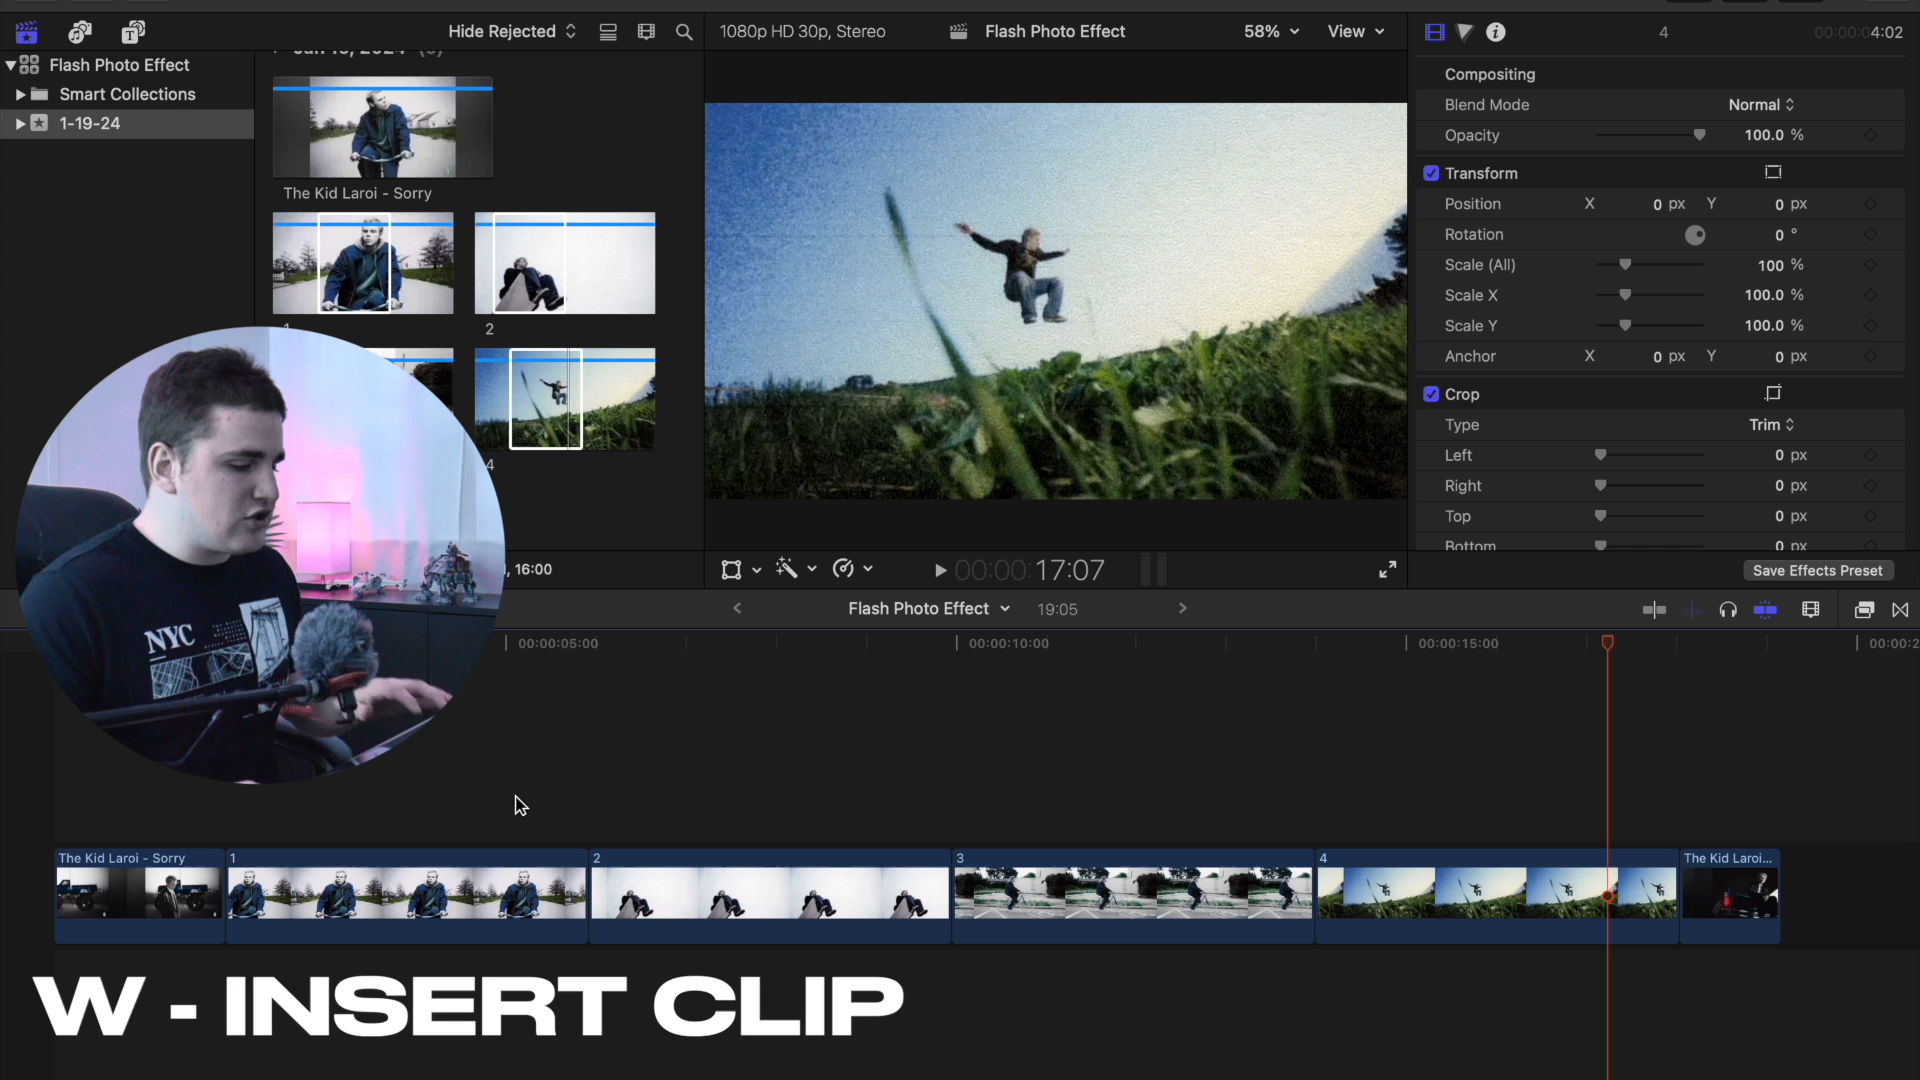 Hide Rejected
1080p HD 30p, Stereo
Flash Photo Effect
58%
View
4
00:00:04:02
Flash Photo Effect
Smart Collections
1-19-24
The Kid Laroi - Sorry
1
2
4
, 16:00
Compositing
Blend Mode
Normal
Opacity
100.0 %
Transform
Position
X
0 px
Y
0 px
Rotation
0 °
Scale (All)
100 %
Scale X
100.0 %
Scale Y
100.0 %
Anchor
X
0 px
Y
0 px
Crop
Type
Trim
Left
0 px
Right
0 px
Top
0 px
Bottom
0 px
Save Effects Preset
00:00:17:07
Flash Photo Effect
19:05
00:00:05:00
00:00:10:00
00:00:15:00
00:00:2
NYC
The Kid Laroi - Sorry
1
2
3
4
The Kid Laroi...
W - INSERT CLIP